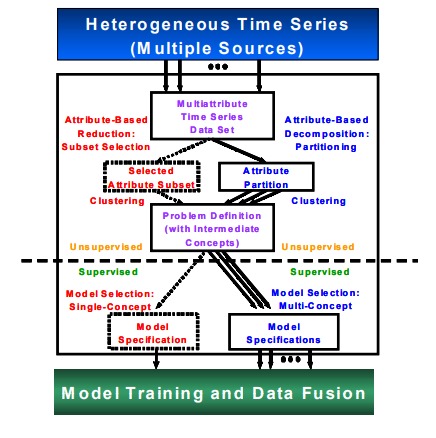 Heterogeneous Time Series
(Multiple Sources)
Multiattribute
Time Series
Data Set
Attribute-Based
Reduction:
Subset Selection
Attribute-Based
Decomposition:
Partitioning
Selected
Attribute Subset
Attribute
Partition
Clustering
Clustering
Problem Definition
(with Intermediate
Concepts)
Unsupervised
Unsupervised
Supervised
Supervised
Model Selection:
Single-Concept
Model Selection:
Multi-Concept
Model
Specification
Model
Specifications
Model Training and Data Fusion